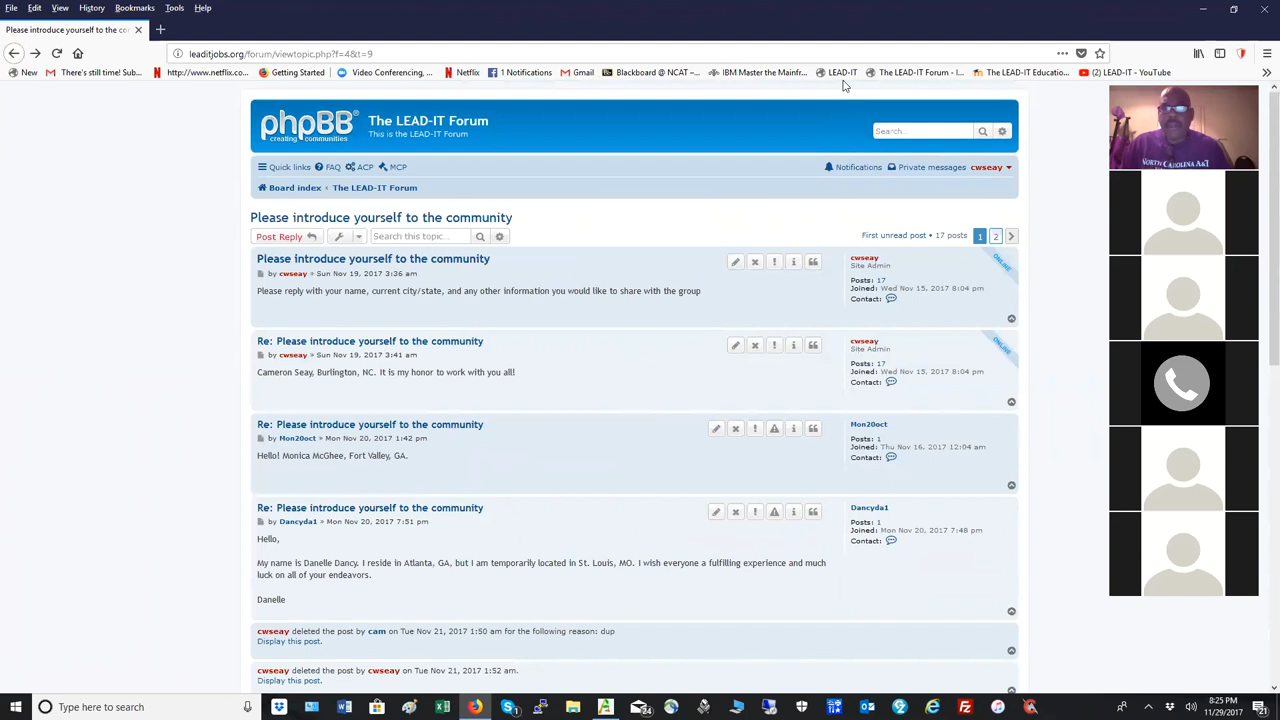 File Edit View History Bookmarks Tools Help
Please introduce yourself to the co
leaditjobs.org/forum/viewtopic.php?f=4&t=9
New There's still time! Sub... http://www.netflix.co... Getting Started Video Conferencing, ... Netflix 1 Notifications Gmail Blackboard @ NCAT -... IBM Master the Mainfr... LEAD-IT The LEAD-IT Forum - I... The LEAD-IT Educatio... (2) LEAD-IT - YouTube
phpBB
creating communities
The LEAD-IT Forum
This is the LEAD-IT Forum
Search...
Quick links FAQ ACP MCP Notifications Private messages cwseay
Board index ‹ The LEAD-IT Forum
Please introduce yourself to the community
Post Reply Search this topic... First unread post • 17 posts 1 2
Please introduce yourself to the community
by cwseay » Sun Nov 19, 2017 3:36 am
Please reply with your name, current city/state, and any other information you would like to share with the group
cwseay
Site Admin
Posts: 17
Joined: Wed Nov 15, 2017 8:04 pm
Contact:
ONLINE
Re: Please introduce yourself to the community
by cwseay » Sun Nov 19, 2017 3:41 am
Cameron Seay, Burlington, NC. It is my honor to work with you all!
cwseay
Site Admin
Posts: 17
Joined: Wed Nov 15, 2017 8:04 pm
Contact:
ONLINE
Re: Please introduce yourself to the community
by Mon20oct » Mon Nov 20, 2017 1:42 pm
Hello! Monica McGhee, Fort Valley, GA.
Mon20oct
Posts: 1
Joined: Thu Nov 16, 2017 12:04 am
Contact:
Re: Please introduce yourself to the community
by Dancyda1 » Mon Nov 20, 2017 7:51 pm
Hello,
My name is Danelle Dancy. I reside in Atlanta, GA, but I am temporarily located in St. Louis, MO. I wish everyone a fulfilling experience and much
luck on all of your endeavors.
Danelle
Dancyda1
Posts: 1
Joined: Mon Nov 20, 2017 7:48 pm
Contact:
cwseay deleted the post by cam on Tue Nov 21, 2017 1:50 am for the following reason: dup
Display this post.
cwseay deleted the post by cwseay on Tue Nov 21, 2017 1:52 am.
Display this post.
NORTH CAROLINA A&T
Type here to search
24
8:25 PM
11/29/2017
21